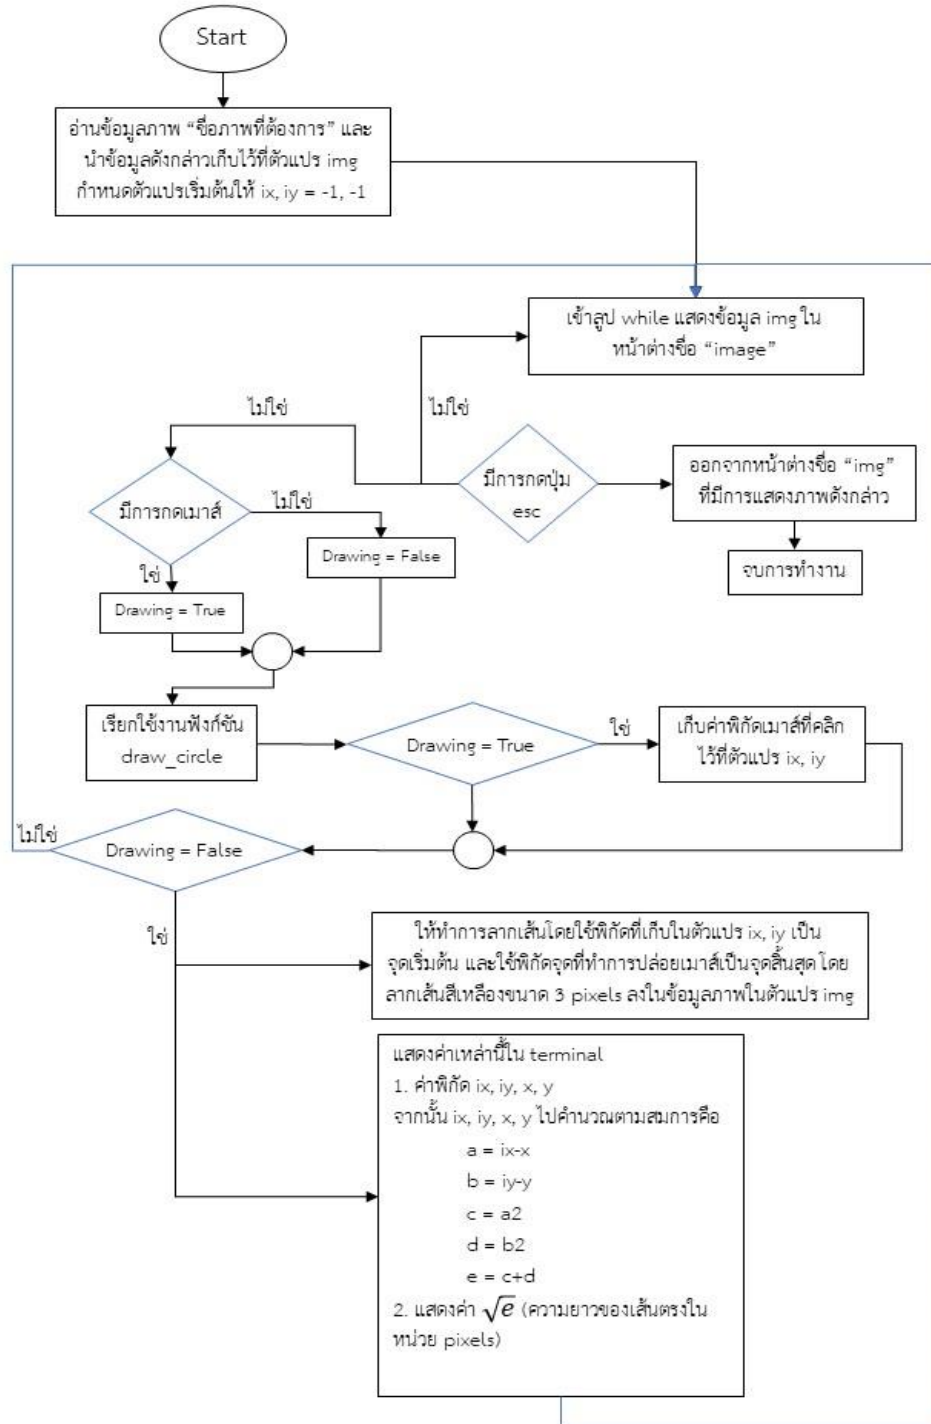 Start
อ่านข้อมูลภาพ “ชื่อภาพที่ต้องการ” และ
นำข้อมูลดังกล่าวเก็บไว้ที่ตัวแปร img
กำหนดตัวแปรเริ่มต้นให้ ix, iy = -1, -1
เข้าลูป while แสดงข้อมูล img ใน
หน้าต่างชื่อ “image”
ไม่ใช่
ไม่ใช่
มีการกดปุ่ม
esc
ออกจากหน้าต่างชื่อ “img”
ที่มีการแสดงภาพดังกล่าว
จบการทำงาน
มีการกดเมาส์
ไม่ใช่
Drawing = False
ใช่
Drawing = True
เรียกใช้งานฟังก์ชัน
draw_circle
Drawing = True
ใช่
เก็บค่าพิกัดเมาส์ที่คลิก
ไว้ที่ตัวแปร ix, iy
ไม่ใช่
Drawing = False
ใช่
ให้ทำการลากเส้นโดยใช้พิกัดที่เก็บในตัวแปร ix, iy เป็น
จุดเริ่มต้น และใช้พิกัดจุดที่ทำการปล่อยเมาส์เป็นจุดสิ้นสุด โดย
ลากเส้นสีเหลืองขนาด 3 pixels ลงในข้อมูลภาพในตัวแปร img
แสดงค่าเหล่านี้ใน terminal
1. ค่าพิกัด ix, iy, x, y
จากนั้น ix, iy, x, y ไปคำนวณตามสมการคือ
a = ix-x
b = iy-y
c = a2
d = b2
e = c+d
2. แสดงค่า √e (ความยาวของเส้นตรงใน
หน่วย pixels)